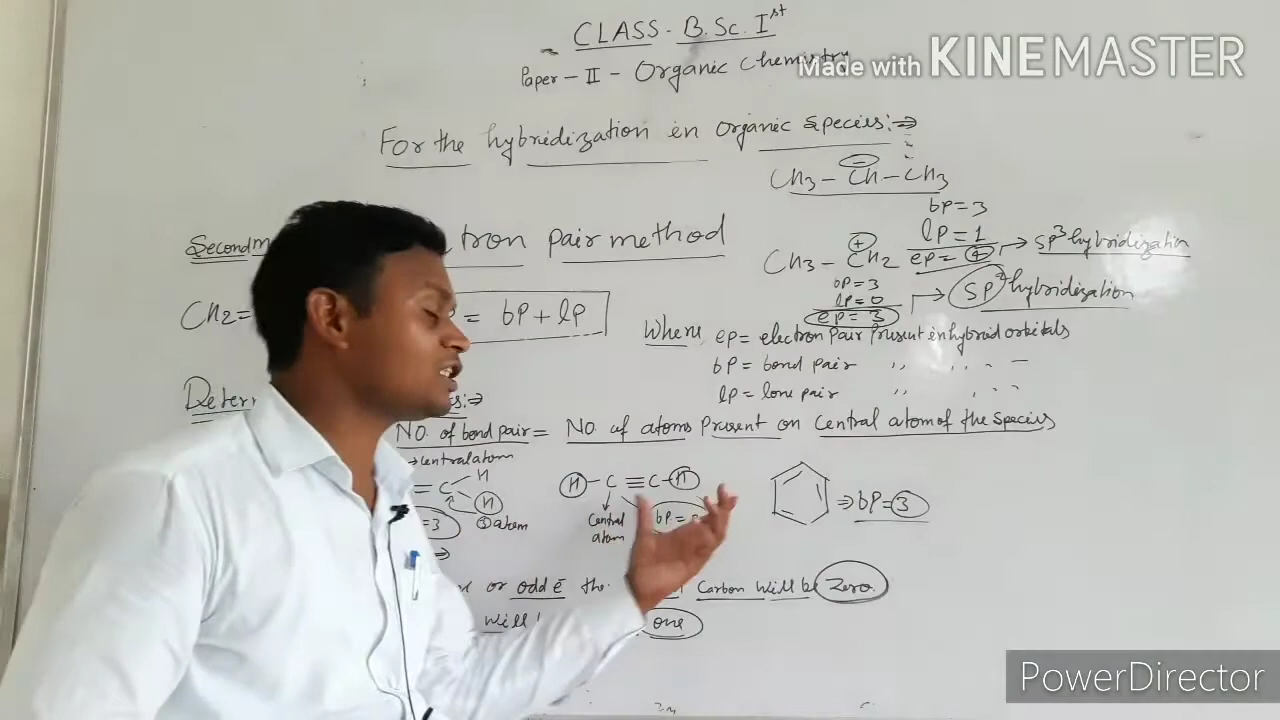 CLASS - B.Sc. Ist
Paper - II - Organic chemistry
Made with KINEMASTER
For the hybridization in organic species:⇒
CH3 - CH - CH3
bP = 3
lP = 1
eP = 4 → SP3 hybridization
Second
tron pair method
CH3 - CH2
bP = 3
lP = 0
eP = 3 → SP2 hybridization
CH2=
= bP + lP
Where, eP = electron pair present in hybrid orbitals
bP = bond pair ,, ,, -
lP = lone pair ,, ,, ,,
Deter
NO. of bond pair = NO of atoms Present on Central atom of the species
→ central atom
= C H
H
=3
atom
H - C ≡ C - H
Central
atom
bP =
⇒ bP = 3
or odd e the
Carbon will be Zero
will
one
PowerDirector